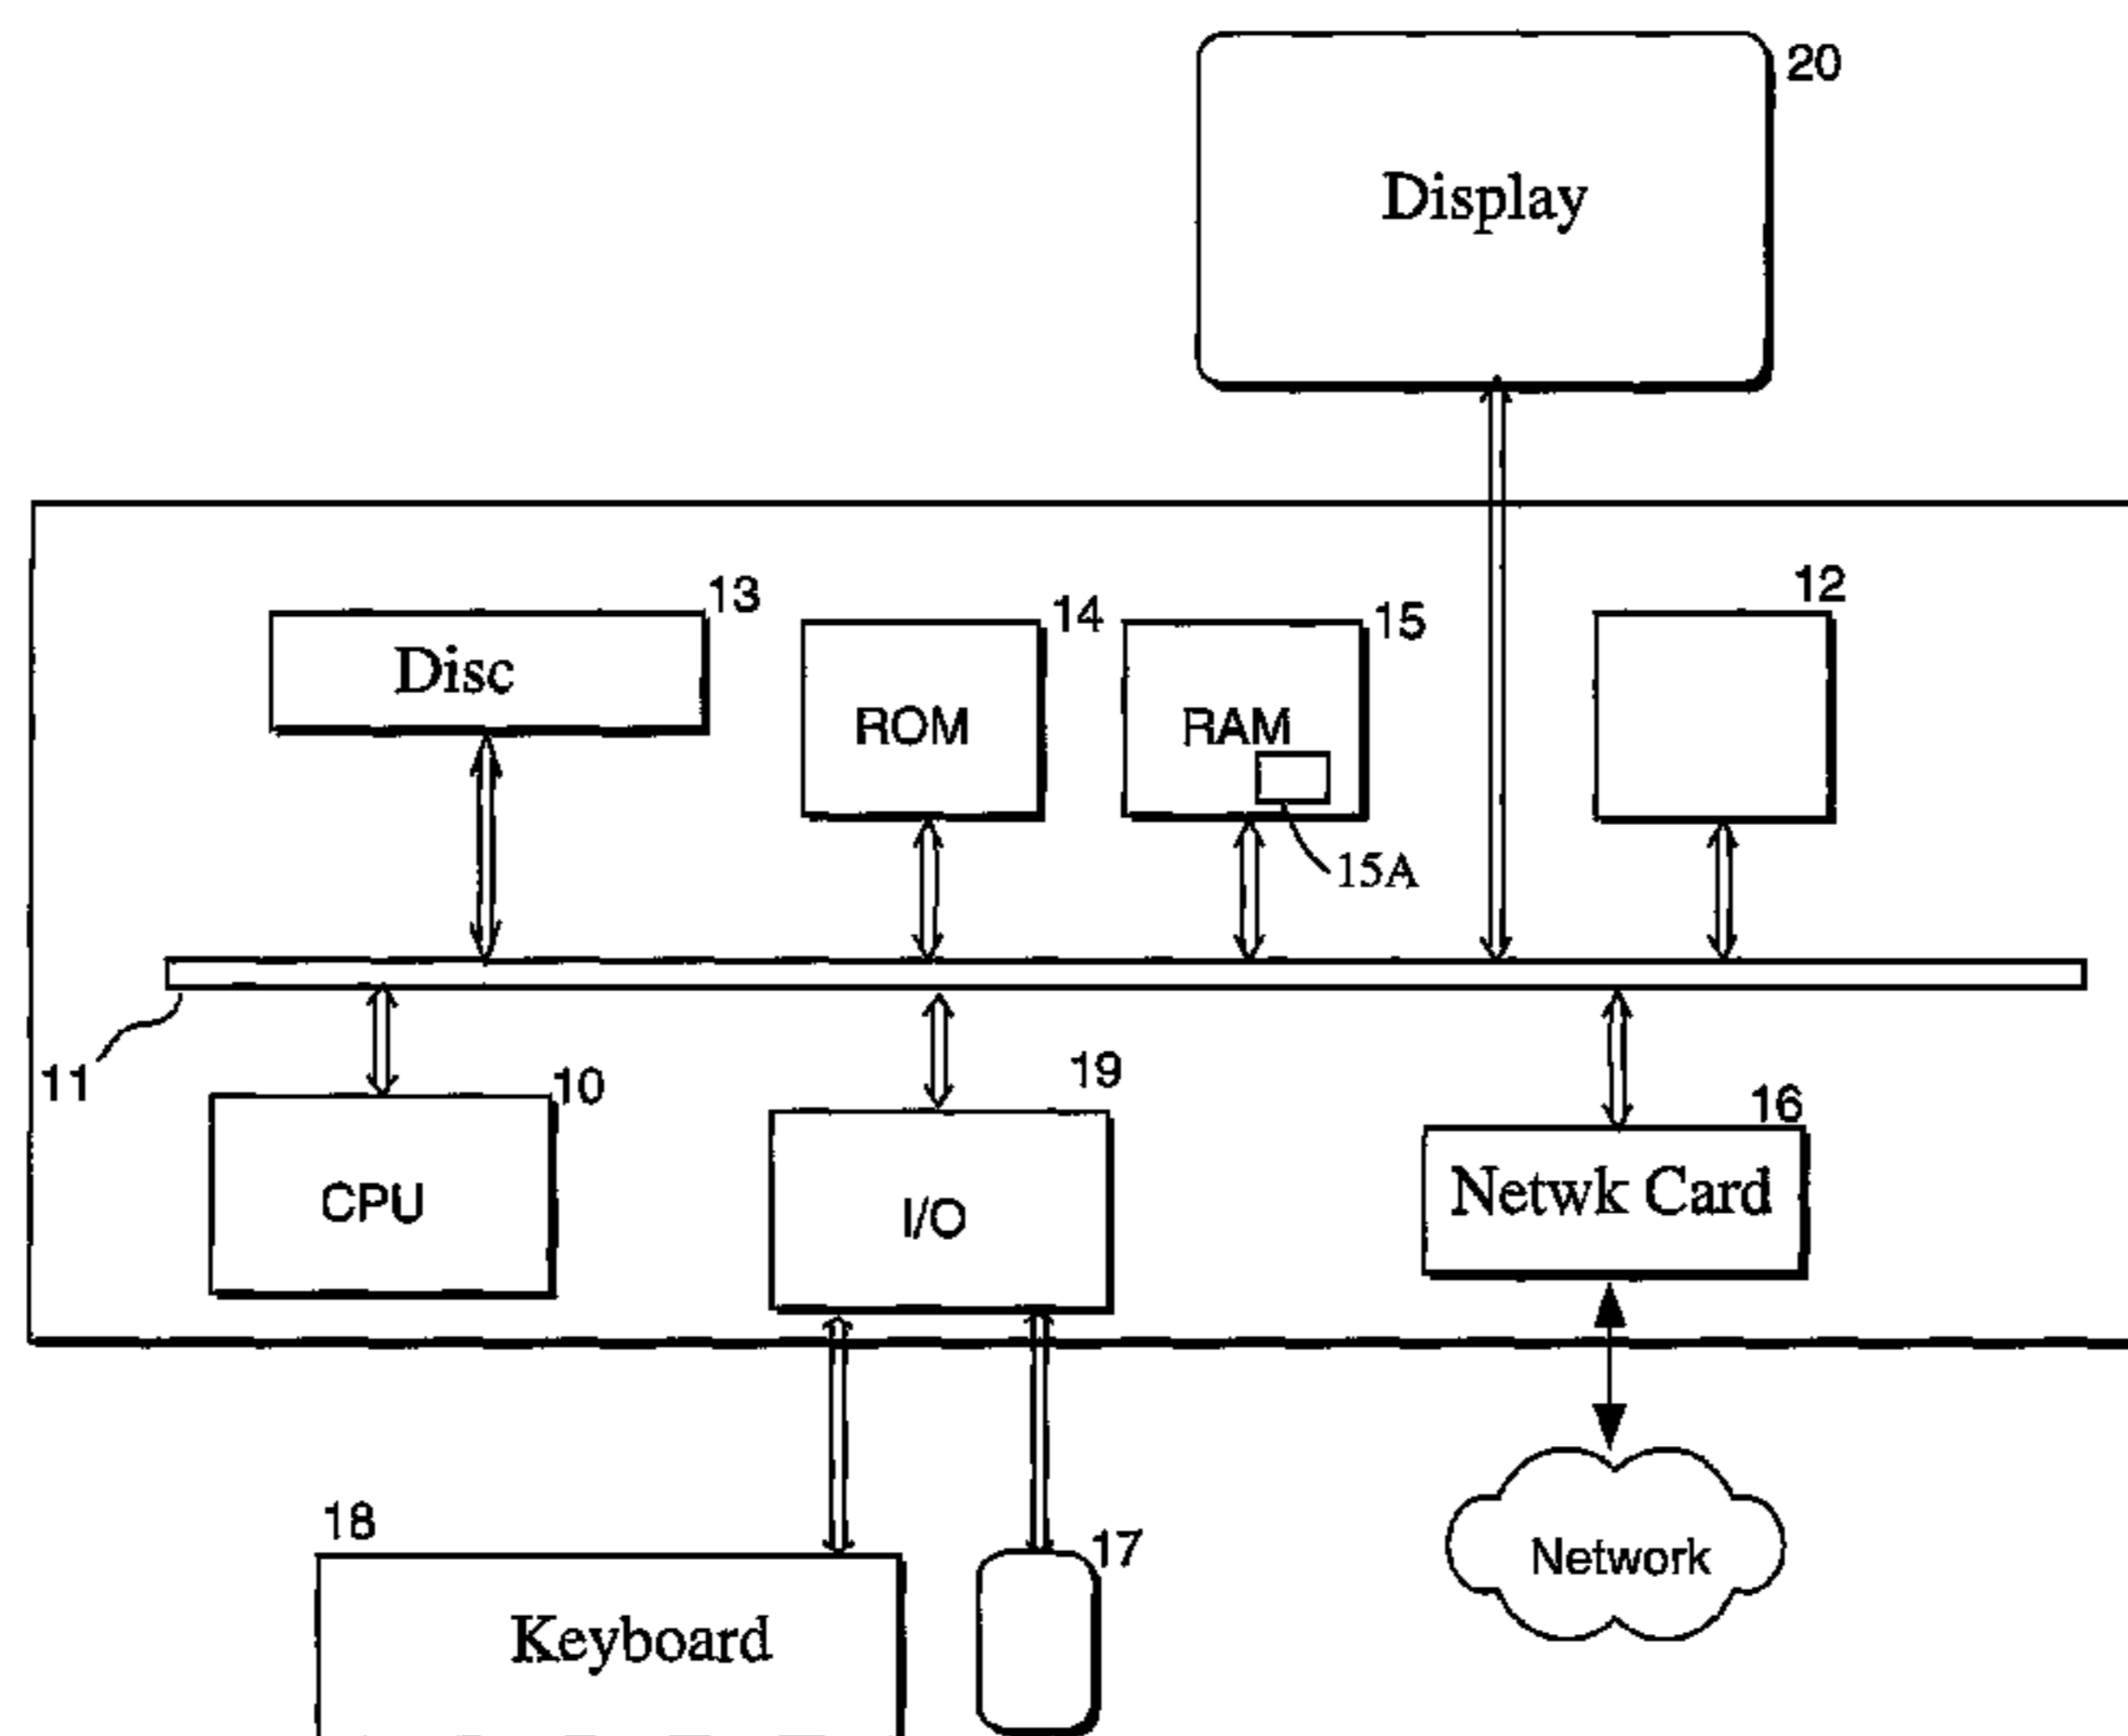 20
Display
13
14
15
12
Disc
ROM
RAM
15A
11
10
19
16
CPU
I/O
Netwk Card
18
17
Network
Keyboard